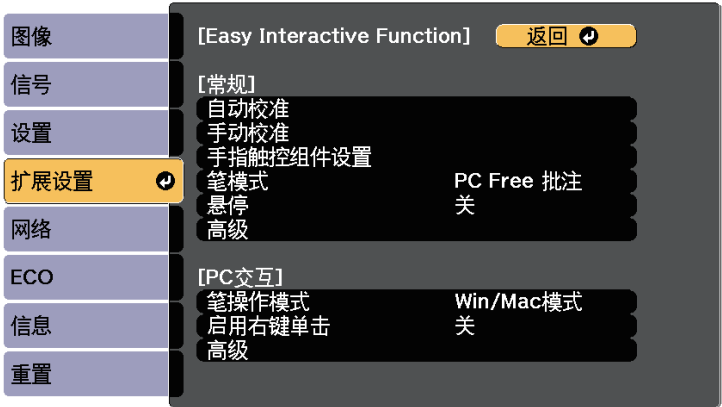 图像
信号
设置
扩展设置
网络
ECO
信息
重置
[Easy Interactive Function] 返回
[常规]
自动校准
手动校准
手指触控组件设置
笔模式 PC Free 批注
悬停 关
高级
[PC交互]
笔操作模式 Win/Mac模式
启用右键单击 关
高级